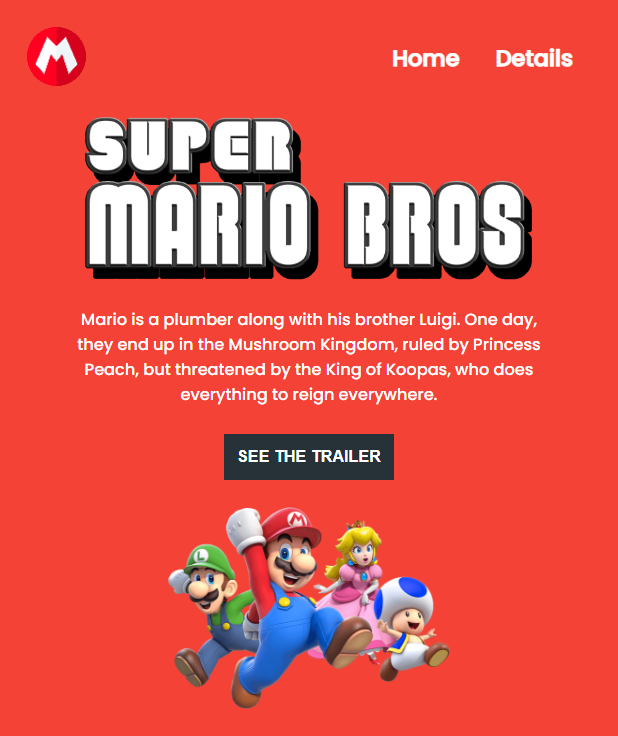 M
Home Details
SUPER
MARIO BROS
Mario is a plumber along with his brother Luigi. One day,
they end up in the Mushroom Kingdom, ruled by Princess
Peach, but threatened by the King of Koopas, who does
everything to reign everywhere.
SEE THE TRAILER
M
L